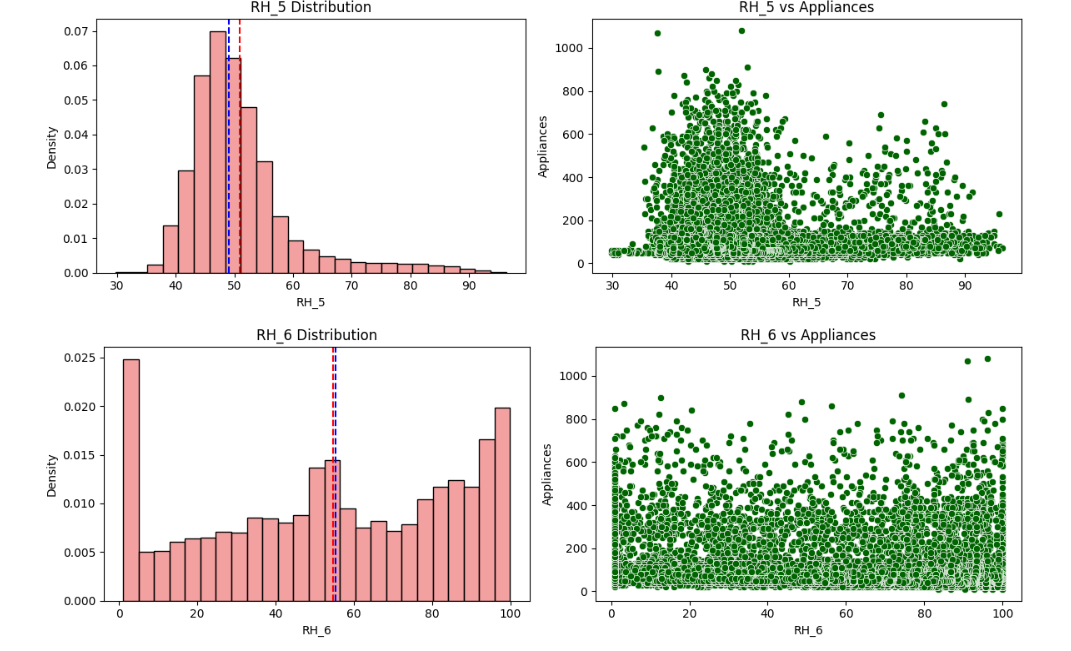 RH_5 Distribution
0.07
0.06
0.05
0.04
0.03
0.02
0.01
0.00
Density
30 40 50 60 70 80 90
RH_5
RH_5 vs Appliances
1000
800
600
400
200
0
Appliances
30 40 50 60 70 80 90
RH_5
RH_6 Distribution
0.025
0.020
0.015
0.010
0.005
0.000
Density
0 20 40 60 80 100
RH_6
RH_6 vs Appliances
1000
800
600
400
200
0
Appliances
0 20 40 60 80 100
RH_6